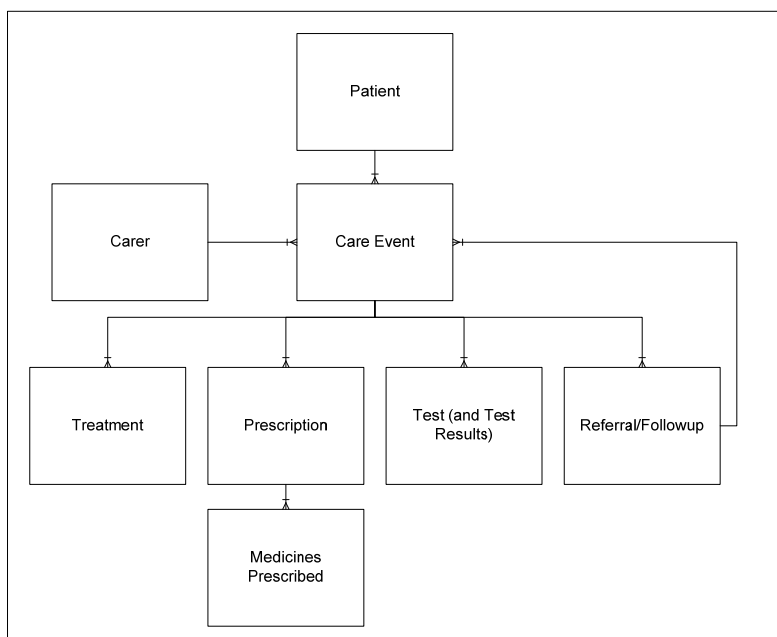 Patient
Carer
Care Event
Treatment
Prescription
Test (and Test
Results)
Referral/Followup
Medicines
Prescribed